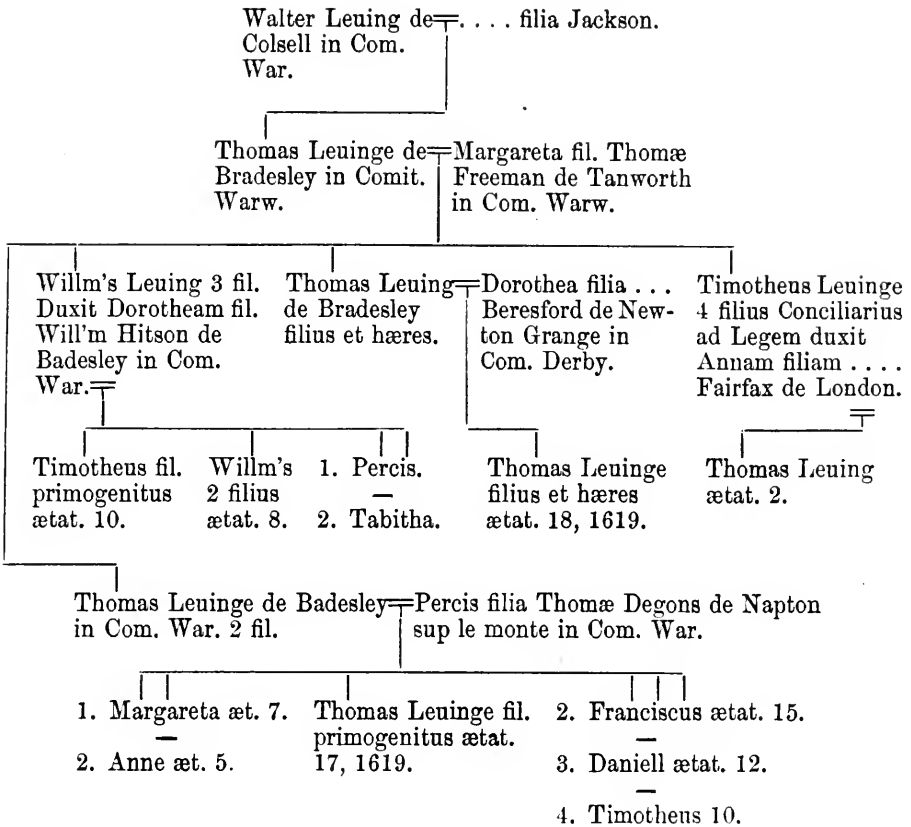 Walter Leuing de . . . . filia Jackson.
Colsell in Com.
War.
Thomas Leuinge de
Bradesley in Comit.
Warw.
Margareta fil. Thomæ
Freeman de Tanworth
in Com. Warw.
Willm's Leuing 3 fil.
Duxit Dorotheam fil.
Will'm Hitson de
Badesley in Com.
War.
Thomas Leuing
de Bradesley
filius et hæres.
Dorothea filia . . .
Beresford de New-
ton Grange in
Com. Derby.
Timotheus Leuinge
4 filius Conciliarius
ad Legem duxit
Annam filiam . . . .
Fairfax de London.
Timotheus fil.
primogenitus
ætat. 10.
Willm's
2 filius
ætat. 8.
1. Percis.
—
2. Tabitha.
Thomas Leuinge
filius et hæres
ætat. 18, 1619.
Thomas Leuing
ætat. 2.
Thomas Leuinge de Badesley
in Com. War. 2 fil.
Percis filia Thomæ Degons de Napton
sup le monte in Com. War.
1. Margareta æt. 7.
—
2. Anne æt. 5.
Thomas Leuinge fil.
primogenitus ætat.
17, 1619.
2. Franciscus ætat. 15.
—
3. Daniell ætat. 12.
—
4. Timotheus 10.